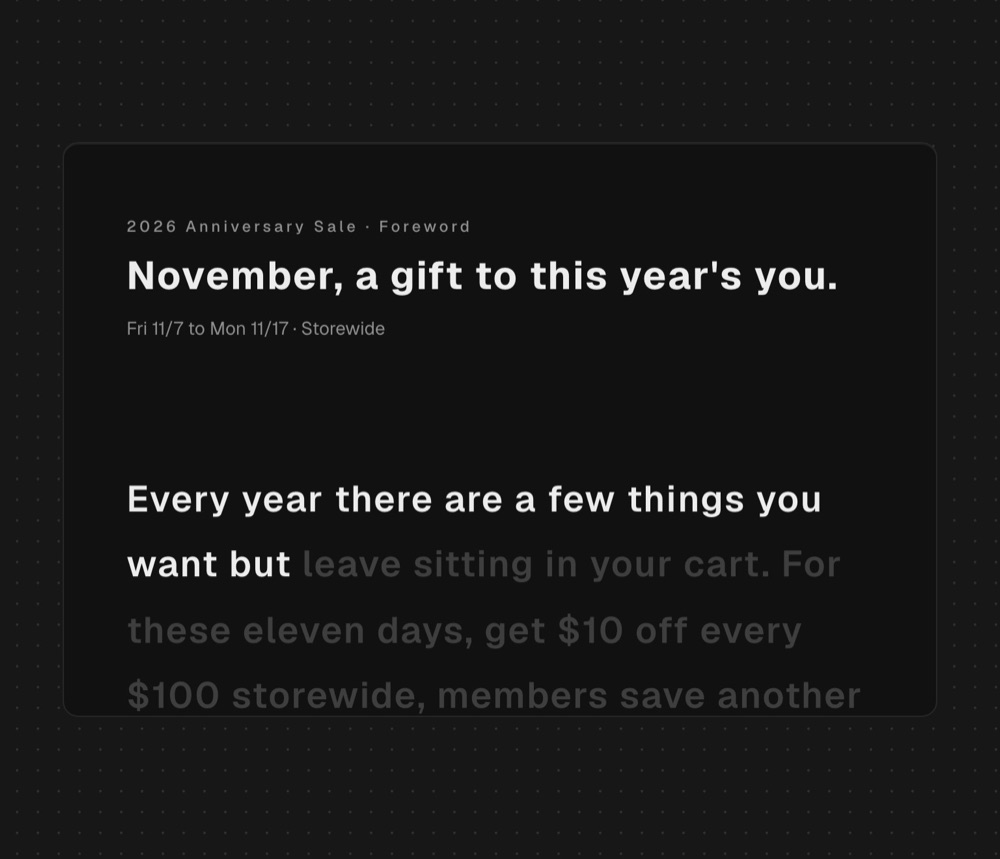 2026 Anniversary Sale · Foreword
November, a gift to this year's you.
Fri 11/7 to Mon 11/17 · Storewide
Every year there are a few things you
want but leave sitting in your cart. For
these eleven days, get $10 off every
$100 storewide, members save another